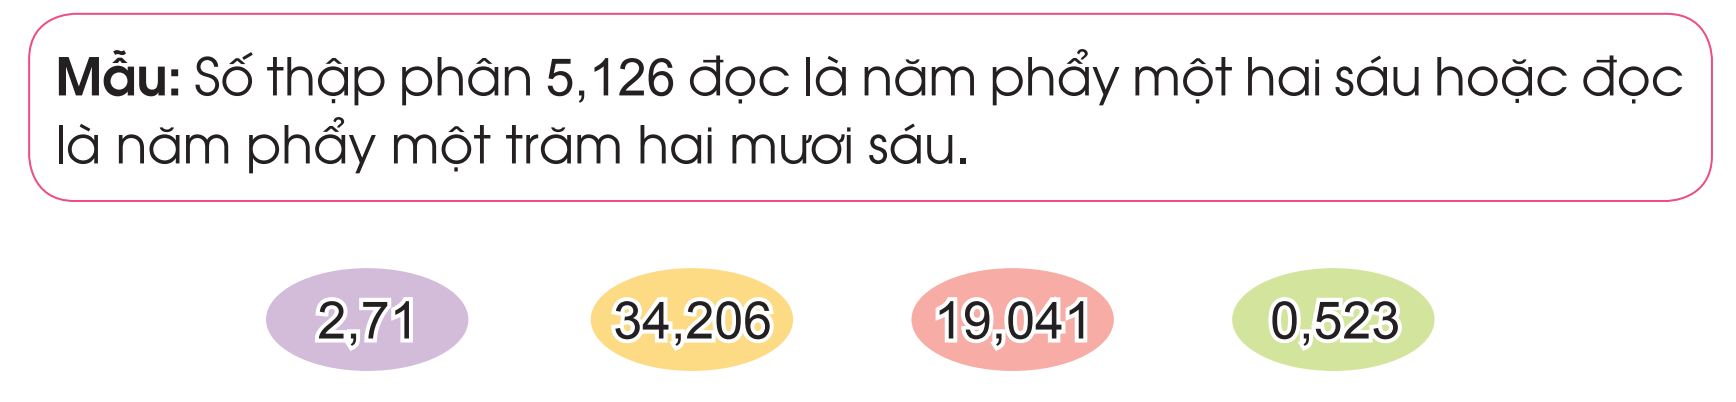 Mẫu: Số thập phân 5,126 đọc là năm phẩy một hai sáu hoặc đọc
là năm phẩy một trăm hai mươi sáu.
2,71 34,206 19,041 0,523